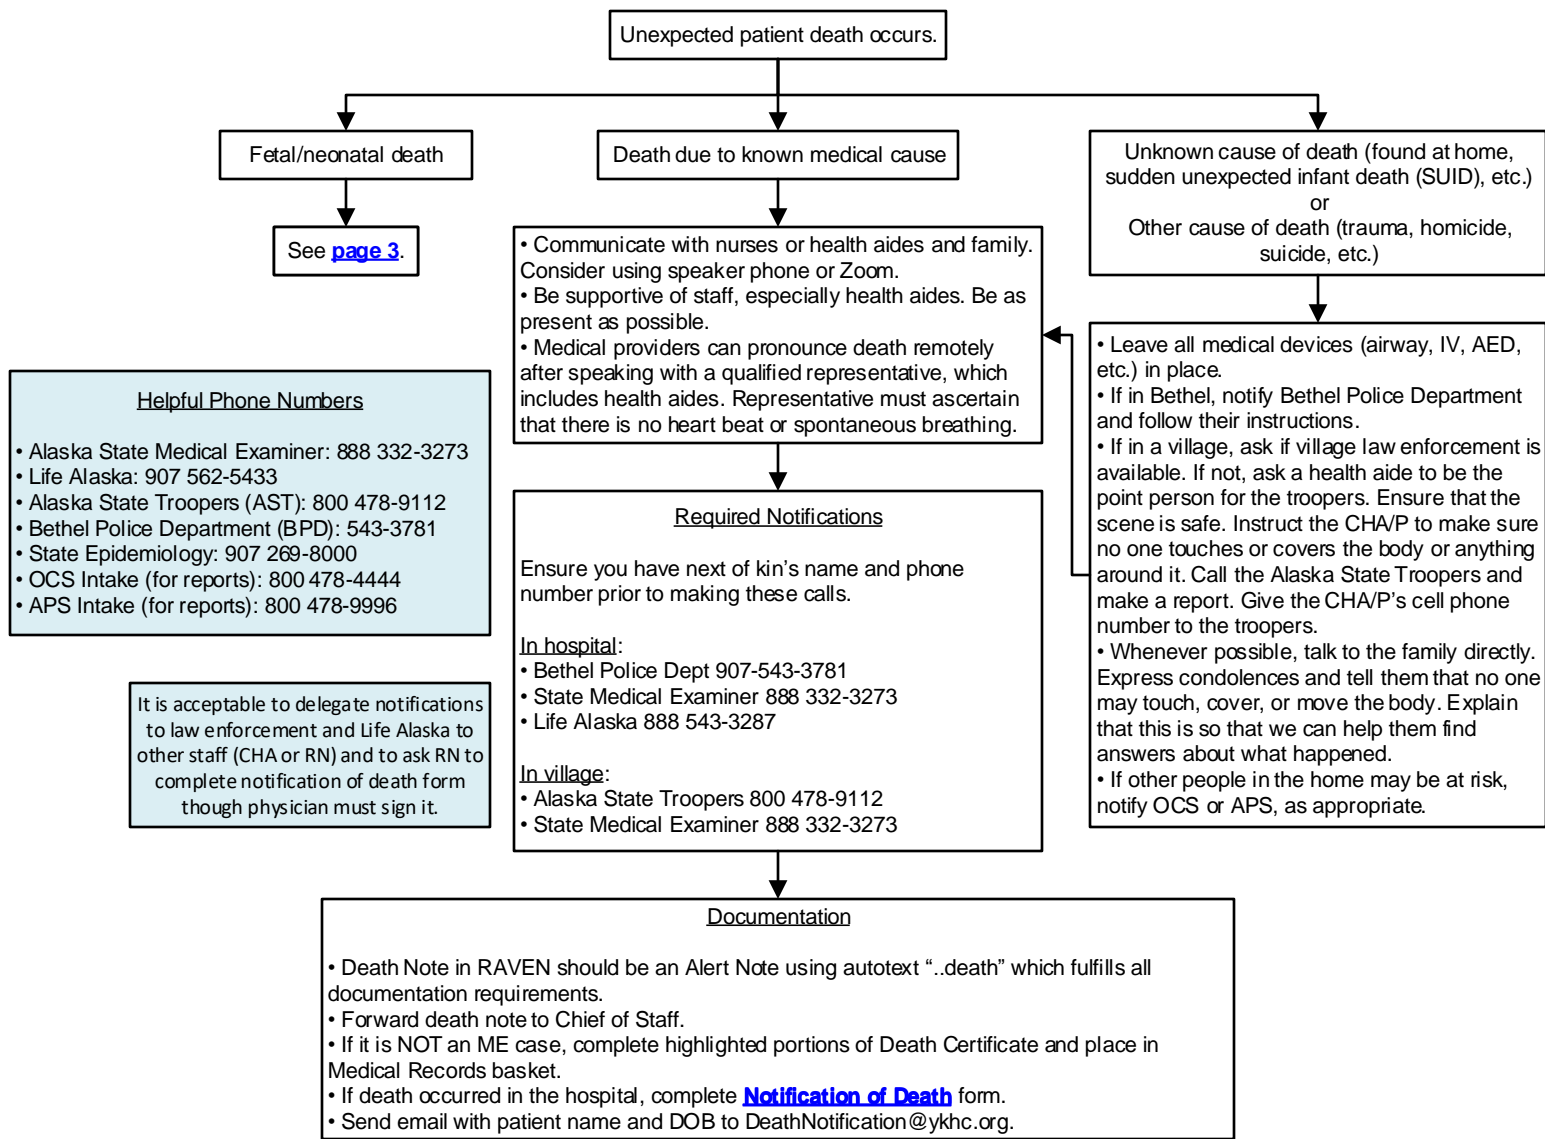 Unexpected patient death occurs.
Fetal/neonatal death
See page 3.
Death due to known medical cause
Unknown cause of death (found at home,
sudden unexpected infant death (SUID), etc.)
or
Other cause of death (trauma, homicide,
suicide, etc.)
• Communicate with nurses or health aides and family.
Consider using speaker phone or Zoom.
• Be supportive of staff, especially health aides. Be as
present as possible.
• Medical providers can pronounce death remotely
after speaking with a qualified representative, which
includes health aides. Representative must ascertain
that there is no heart beat or spontaneous breathing.
• Leave all medical devices (airway, IV, AED,
etc.) in place.
• If in Bethel, notify Bethel Police Department
and follow their instructions.
• If in a village, ask if village law enforcement is
available. If not, ask a health aide to be the
point person for the troopers. Ensure that the
scene is safe. Instruct the CHA/P to make sure
no one touches or covers the body or anything
around it. Call the Alaska State Troopers and
make a report. Give the CHA/P's cell phone
number to the troopers.
• Whenever possible, talk to the family directly.
Express condolences and tell them that no one
may touch, cover, or move the body. Explain
that this is so that we can help them find
answers about what happened.
• If other people in the home may be at risk,
notify OCS or APS, as appropriate.
Helpful Phone Numbers
• Alaska State Medical Examiner: 888 332-3273
• Life Alaska: 907 562-5433
• Alaska State Troopers (AST): 800 478-9112
• Bethel Police Department (BPD): 543-3781
• State Epidemiology: 907 269-8000
• OCS Intake (for reports): 800 478-4444
• APS Intake (for reports): 800 478-9996
It is acceptable to delegate notifications
to law enforcement and Life Alaska to
other staff (CHA or RN) and to ask RN to
complete notification of death form
though physician must sign it.
Required Notifications
Ensure you have next of kin's name and phone
number prior to making these calls.
In hospital:
• Bethel Police Dept 907-543-3781
• State Medical Examiner 888 332-3273
• Life Alaska 888 543-3287
In village:
• Alaska State Troopers 800 478-9112
• State Medical Examiner 888 332-3273
Documentation
• Death Note in RAVEN should be an Alert Note using autotext “..death” which fulfills all
documentation requirements.
• Forward death note to Chief of Staff.
• If it is NOT an ME case, complete highlighted portions of Death Certificate and place in
Medical Records basket.
• If death occurred in the hospital, complete Notification of Death form.
• Send email with patient name and DOB to DeathNotification@ykhc.org.